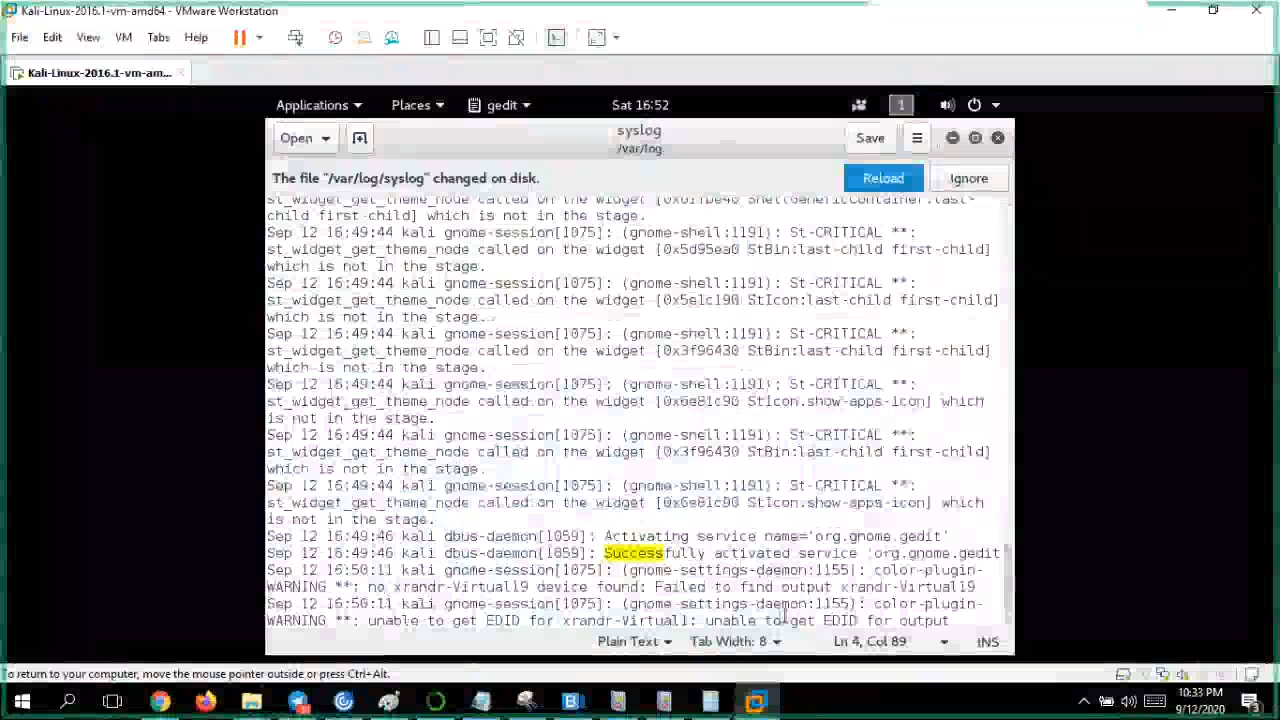 Kali-Linux-2016.1-vm-amd64 - VMware Workstation
File Edit View VM Tabs Help
Kali-Linux-2016.1-vm-am...
Applications Places gedit Sat 16:52 1
Open syslog Save
/var/log
The file "/var/log/syslog" changed on disk. Reload Ignore
st_widget_get_theme_node called on the widget ShellGenericContainer:last-
child first-child] which is not in the stage.
Sep 12 16:49:44 kali gnome-session[1075]: (gnome-shell:1191): St-CRITICAL **:
st_widget_get_theme_node called on the widget [0x5d95ea0 StBin:last-child first-child]
which is not in the stage.
Sep 12 16:49:44 kali gnome-session[1075]: (gnome-shell:1191): St-CRITICAL **:
st_widget_get_theme_node called on the widget [0x5e1c190 StIcon:last-child first-child]
which is not in the stage.
Sep 12 16:49:44 kali gnome-session[1075]: (gnome-shell:1191): St-CRITICAL **:
st_widget_get_theme_node called on the widget [0x3f96430 StBin:last-child first-child]
which is not in the stage.
Sep 12 16:49:44 kali gnome-session[1075]: (gnome-shell:1191): St-CRITICAL **:
st_widget_get_theme_node called on the widget [0x6e81c90 StIcon.show-apps-icon] which
is not in the stage.
Sep 12 16:49:44 kali gnome-session[1075]: (gnome-shell:1191): St-CRITICAL **:
st_widget_get_theme_node called on the widget [0x3f96430 StBin:last-child first-child]
which is not in the stage.
Sep 12 16:49:44 kali gnome-session[1075]: (gnome-shell:1191): St-CRITICAL **:
st_widget_get_theme_node called on the widget [0x6e81c90 StIcon.show-apps-icon] which
is not in the stage.
Sep 12 16:49:46 kali dbus-daemon[1059]: Activating service name='org.gnome.gedit'
Sep 12 16:49:46 kali dbus-daemon[1059]: Successfully activated service 'org.gnome.gedit
Sep 12 16:50:11 kali gnome-session[1075]: (gnome-settings-daemon:1155): color-plugin-
WARNING **: no xrandr-Virtual19 device found: Failed to find output xrandr-Virtual19
Sep 12 16:50:11 kali gnome-session[1075]: (gnome-settings-daemon:1155): color-plugin-
WARNING **: unable to get EDID for xrandr-Virtual1: unable to get EDID for output
Plain Text Tab Width: 8 Ln 4, Col 89 INS
o return to your computer, move the mouse pointer outside or press Ctrl+Alt.
10:33 PM
9/12/2020